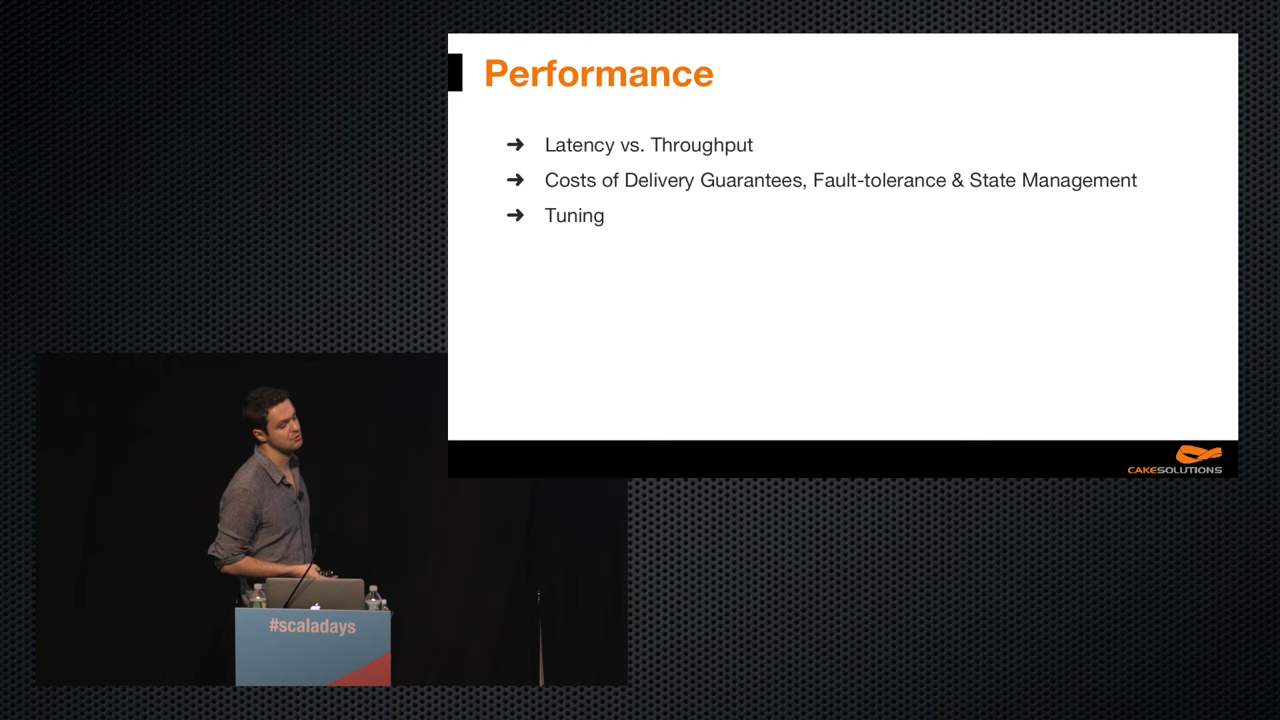 Performance
➔ Latency vs. Throughput
➔ Costs of Delivery Guarantees, Fault-tolerance & State Management
➔ Tuning
CAKESOLUTIONS
#scaladays